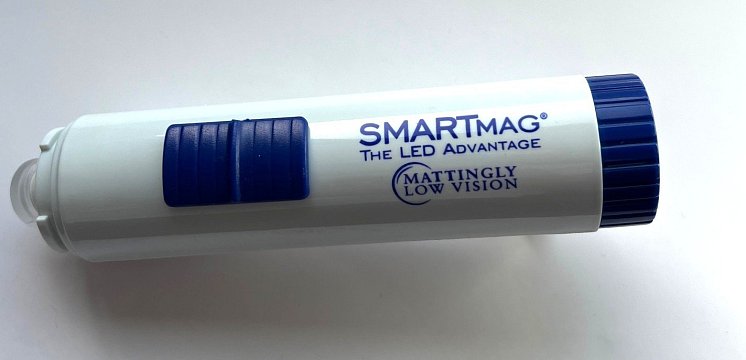 SMARTMAG®
THE LED ADVANTAGE
MATTINGLY
LOW VISION